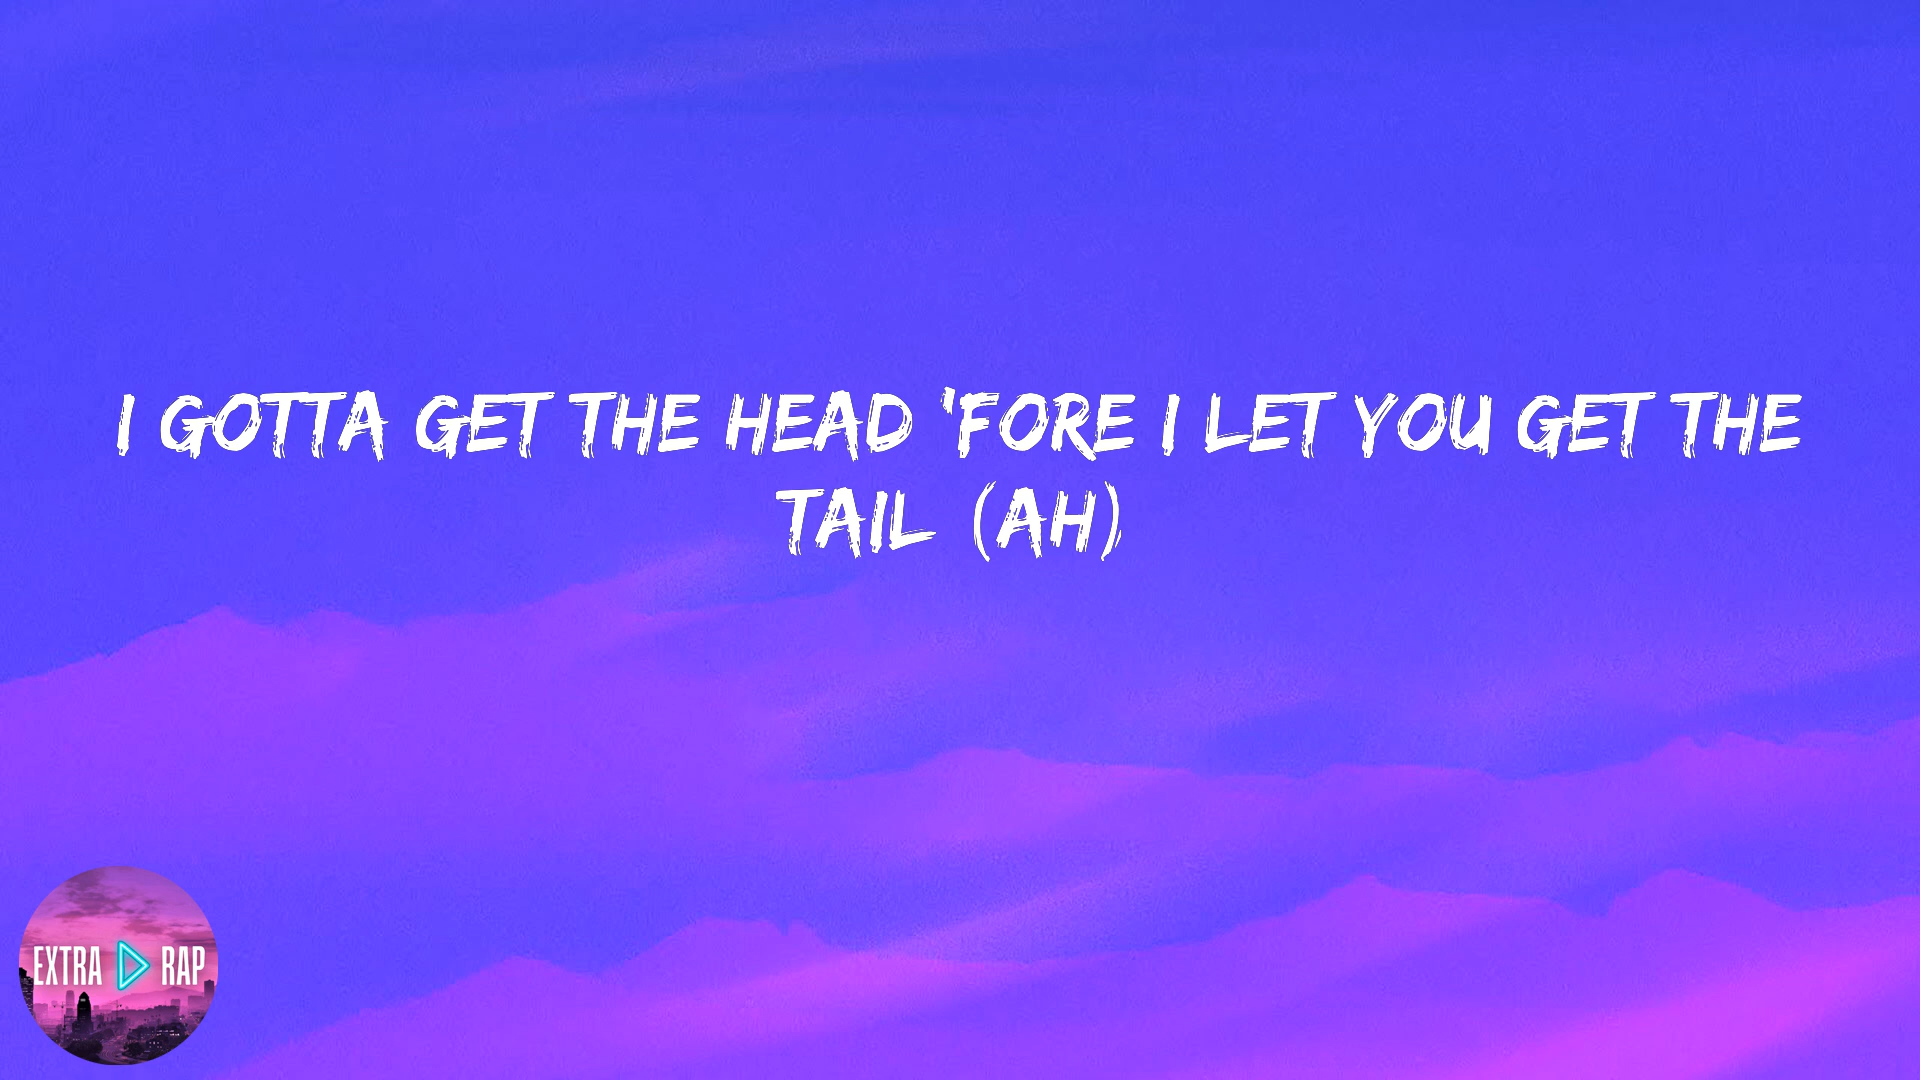 I GOTTA GET THE HEAD 'FORE I LET YOU GET THE
TAIL (AH)
EXTRA RAP